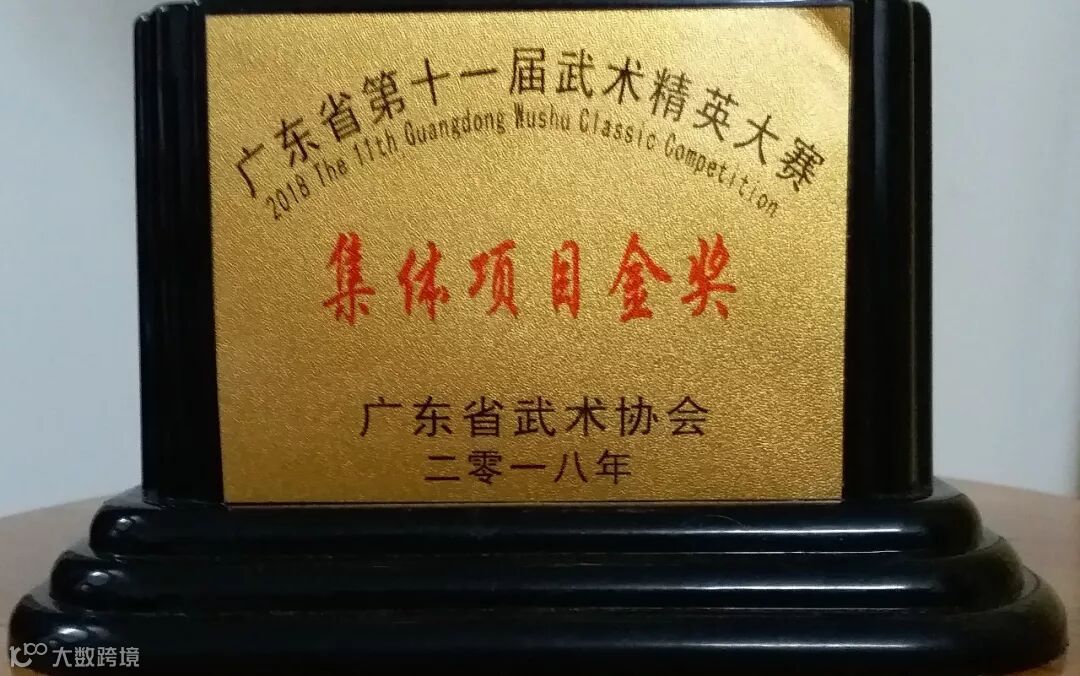 广东省第十一届武术精英大赛
2018 The 11th Guangdong Wushu Classic Competition
集体项目金奖
广东省武术协会
二零一八年
大数跨境